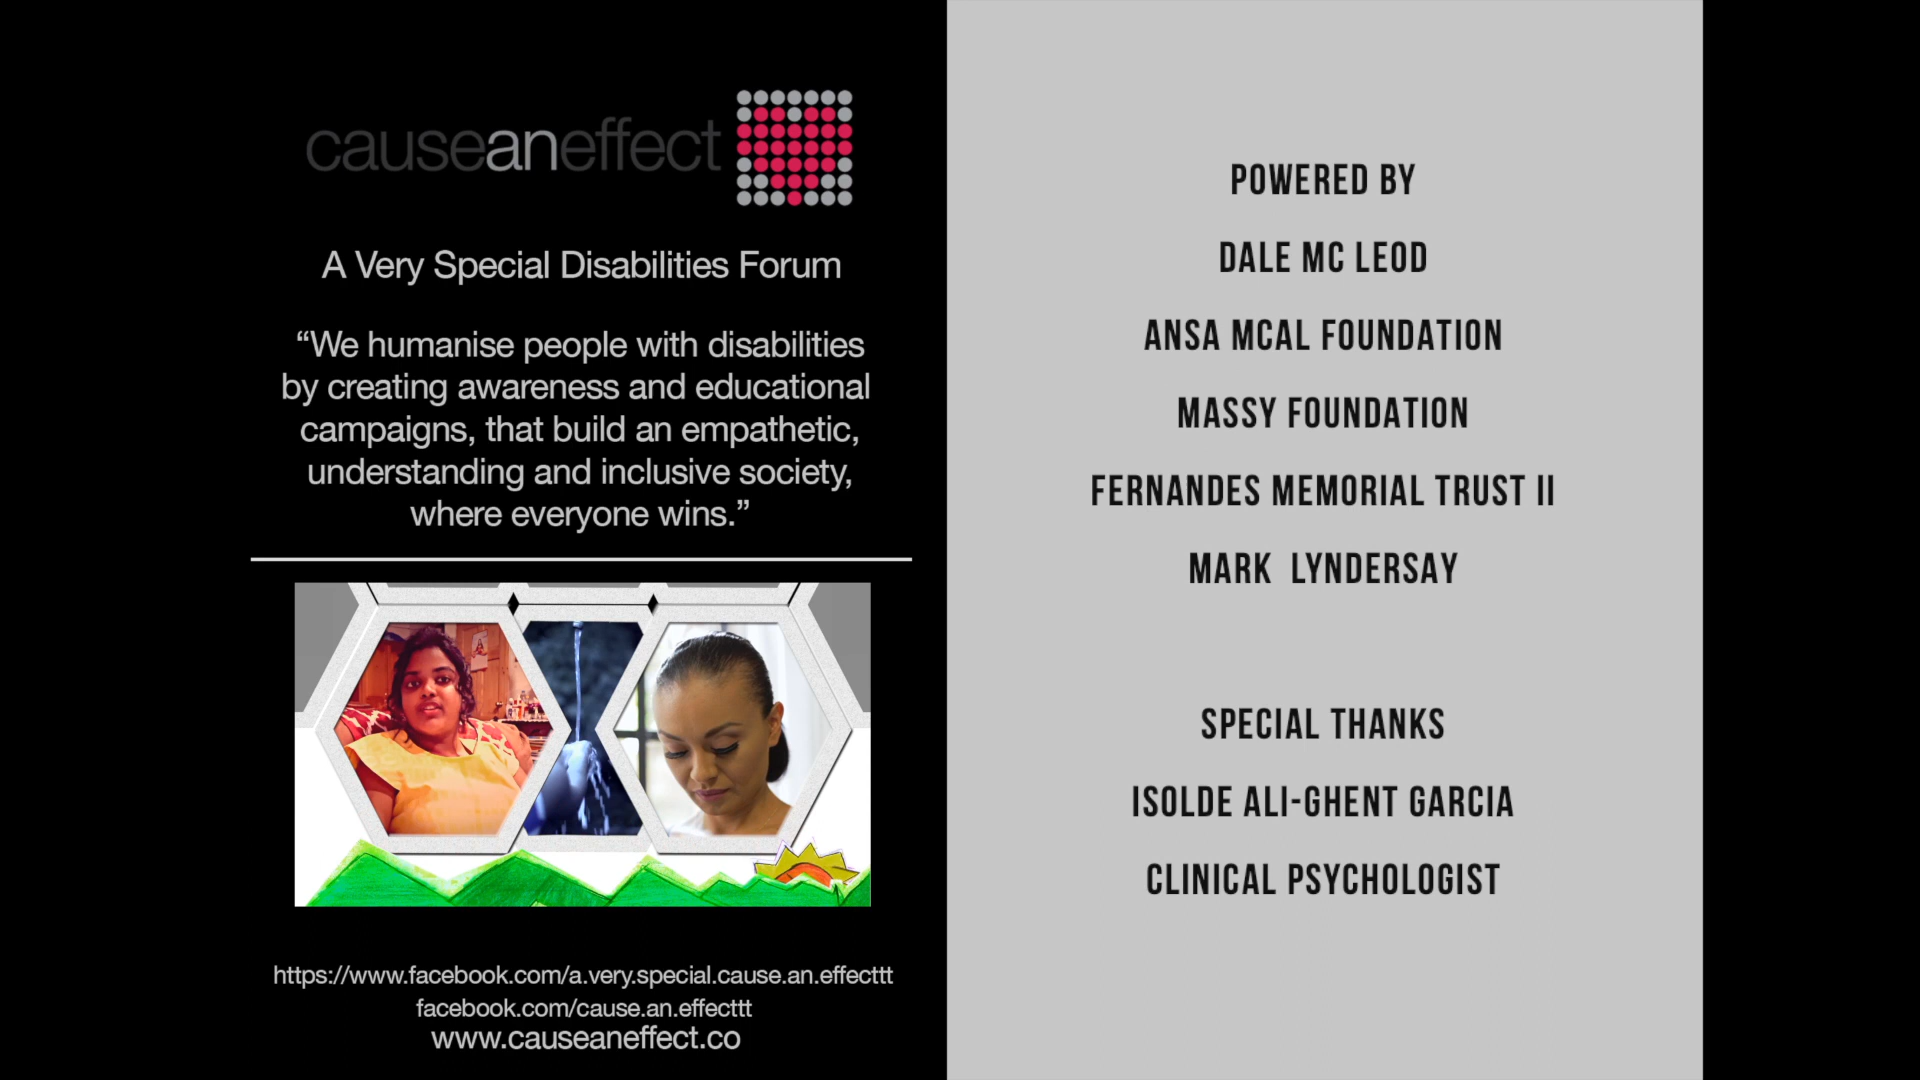 causeaneffect
A Very Special Disabilities Forum
“We humanise people with disabilities
by creating awareness and educational
campaigns, that build an empathetic,
understanding and inclusive society,
where everyone wins.”
https://www.facebook.com/a.very.special.cause.an.effecttt
facebook.com/cause.an.effecttt
www.causeaneffect.co
POWERED BY
DALE MC LEOD
ANSA MCAL FOUNDATION
MASSY FOUNDATION
FERNANDES MEMORIAL TRUST II
MARK  LYNDERSAY
SPECIAL THANKS
ISOLDE ALI-GHENT GARCIA
CLINICAL PSYCHOLOGIST